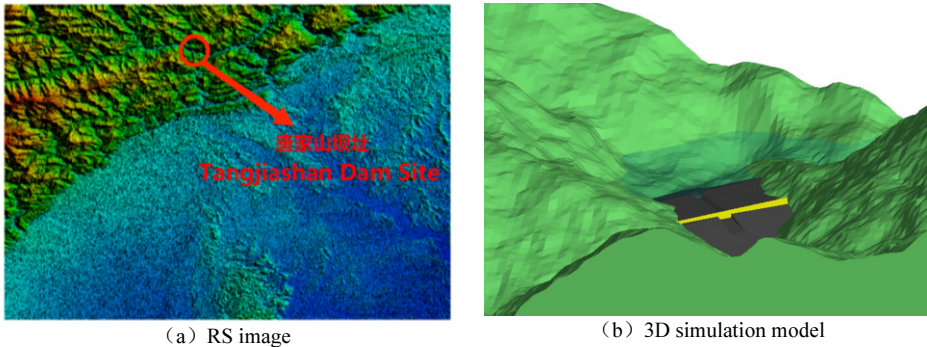 唐家山坝址
Tangjiashan Dam Site
（a）RS image
（b）3D simulation model